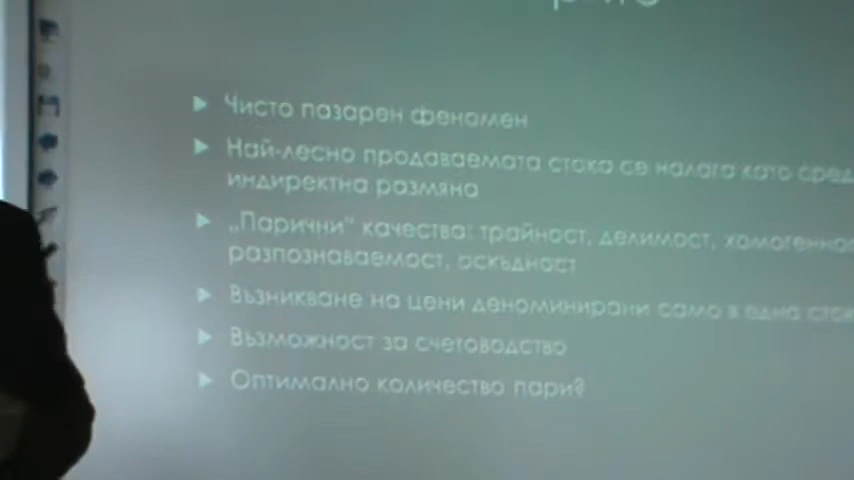 Чисто пазарен феномен
Най-лесно продаваемата стока се налага като
индиректна размяна
„Парични“ качества: трайност, делимост,
разпознаваемост, оскъдност
Възникване на цени деноминирани само в една
Възможност за счетоводство
Оптимално количество пари?